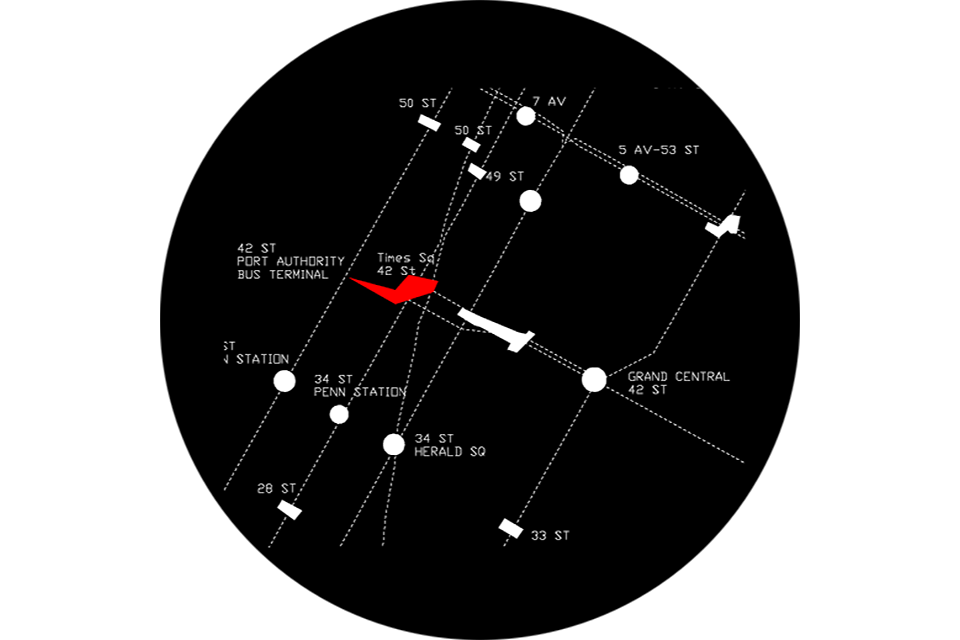 50 ST
7 AV
50 ST
5 AV-53 ST
49 ST
42 ST
PORT AUTHORITY
BUS TERMINAL
Times Sq
42 St
ST
N STATION
34 ST
PENN STATION
GRAND CENTRAL
42 ST
34 ST
HERALD SQ
28 ST
33 ST